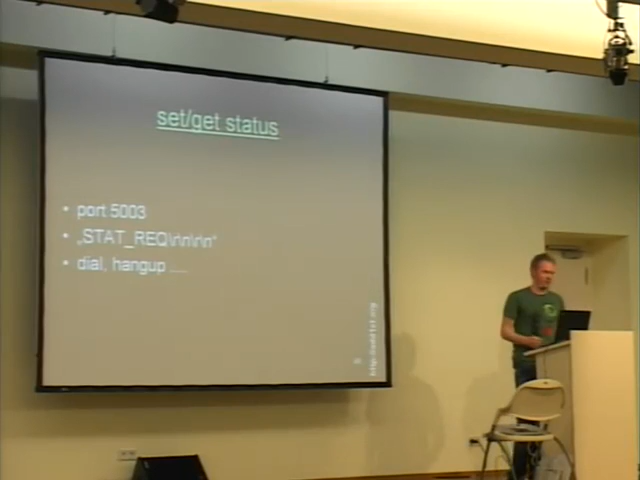 set/get status
• port 5003
• „STAT_REQ\r\n\r\n“
• dial, hangup ....